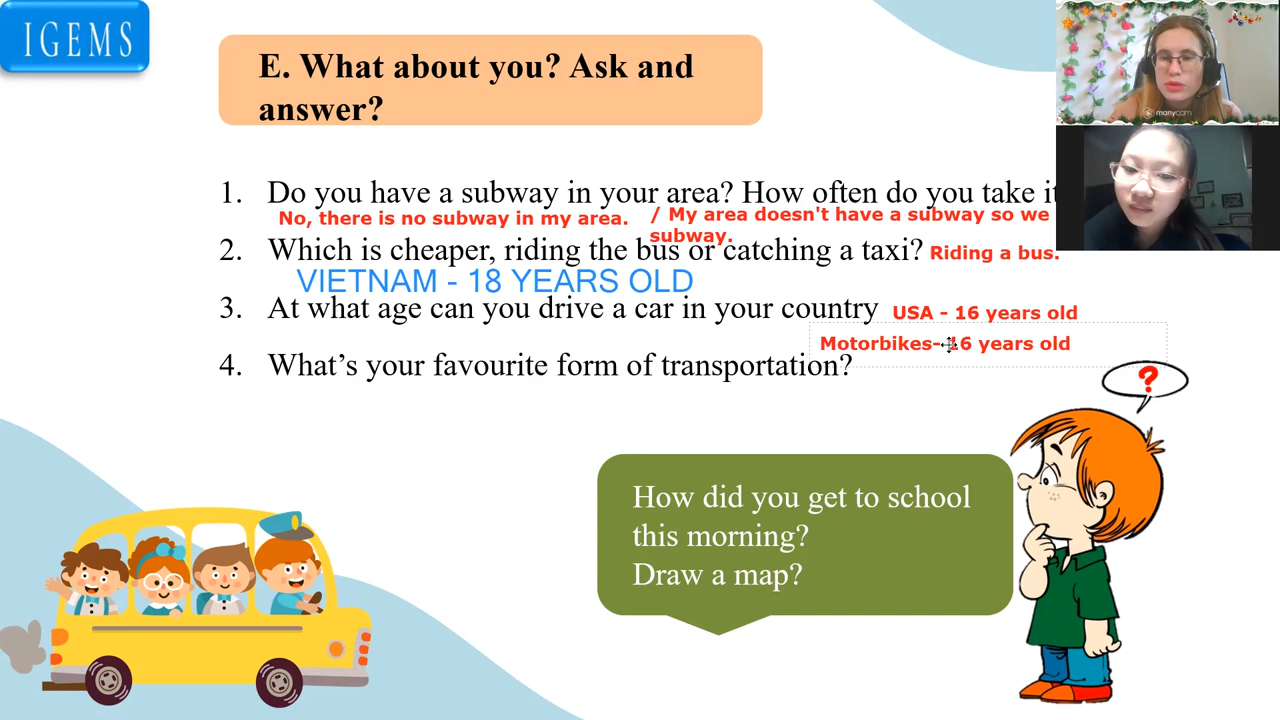 IGEMS
E. What about you? Ask and
answer?
manycam
1. Do you have a subway in your area? How often do you take it
No, there is no subway in my area. / My area doesn't have a subway so we
subway.
2. Which is cheaper, riding the bus or catching a taxi? Riding a bus.
VIETNAM - 18 YEARS OLD
3. At what age can you drive a car in your country USA - 16 years old
Motorbikes- 16 years old
4. What's your favourite form of transportation?
?
How did you get to school
this morning?
Draw a map?